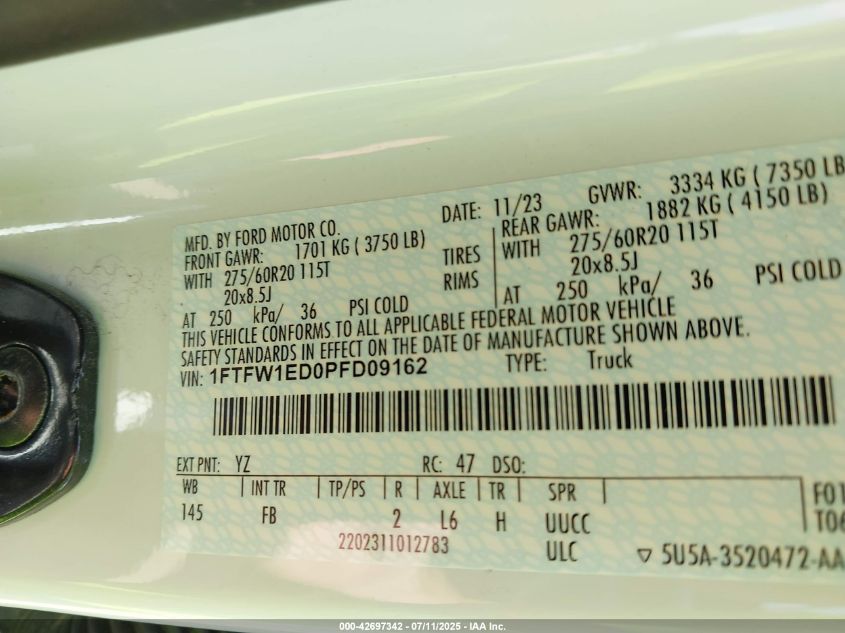 MFD. BY FORD MOTOR CO. DATE: 11/23 GVWR: 3334 KG ( 7350 LB
FRONT GAWR: 1701 KG ( 3750 LB) REAR GAWR: 1882 KG ( 4150 LB)
WITH 275/60R20 115T TIRES WITH 275/60R20 115T
20x8.5J RIMS 20x8.5J
AT 250 kPa/ 36 PSI COLD AT 250 kPa/ 36 PSI COLD
THIS VEHICLE CONFORMS TO ALL APPLICABLE FEDERAL MOTOR VEHICLE
SAFETY STANDARDS IN EFFECT ON THE DATE OF MANUFACTURE SHOWN ABOVE.
VIN: 1FTFW1ED0PFD09162 TYPE: Truck
EXT PNT: YZ RC: 47 DSO:
WB INT TR TP/PS R AXLE TR SPR F01
145 FB 2 L6 H UUCC T06
2202311012783 ULC ▽ 5U5A-3520472-AA
000-42697342 / 07/11/2025 - IAA Inc.